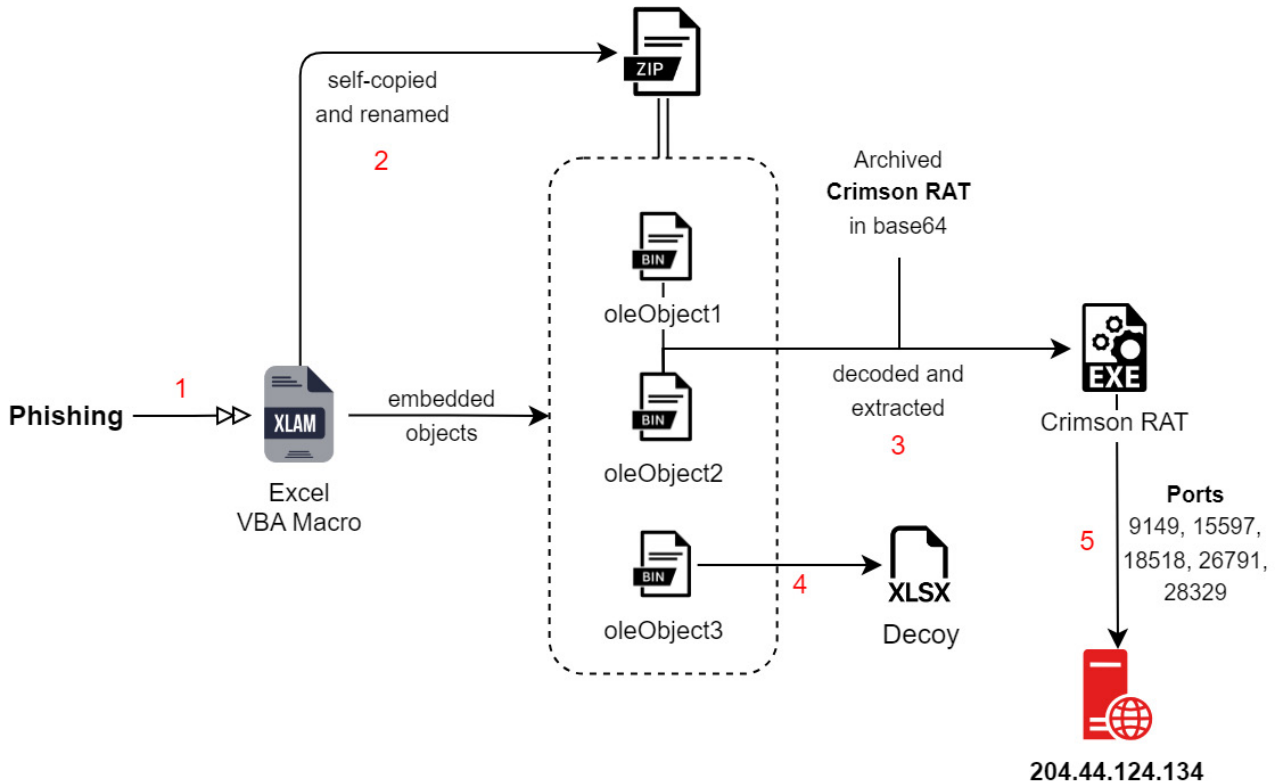 ZIP
self-copied
and renamed
2
Archived
Crimson RAT
in base64
BIN
oleObject1
EXE
decoded and
extracted
3
Crimson RAT
1
Phishing
XLAM
embedded
objects
BIN
oleObject2
Excel
VBA Macro
Ports
9149, 15597,
18518, 26791,
28329
5
BIN
oleObject3
4
XLSX
Decoy
204.44.124.134